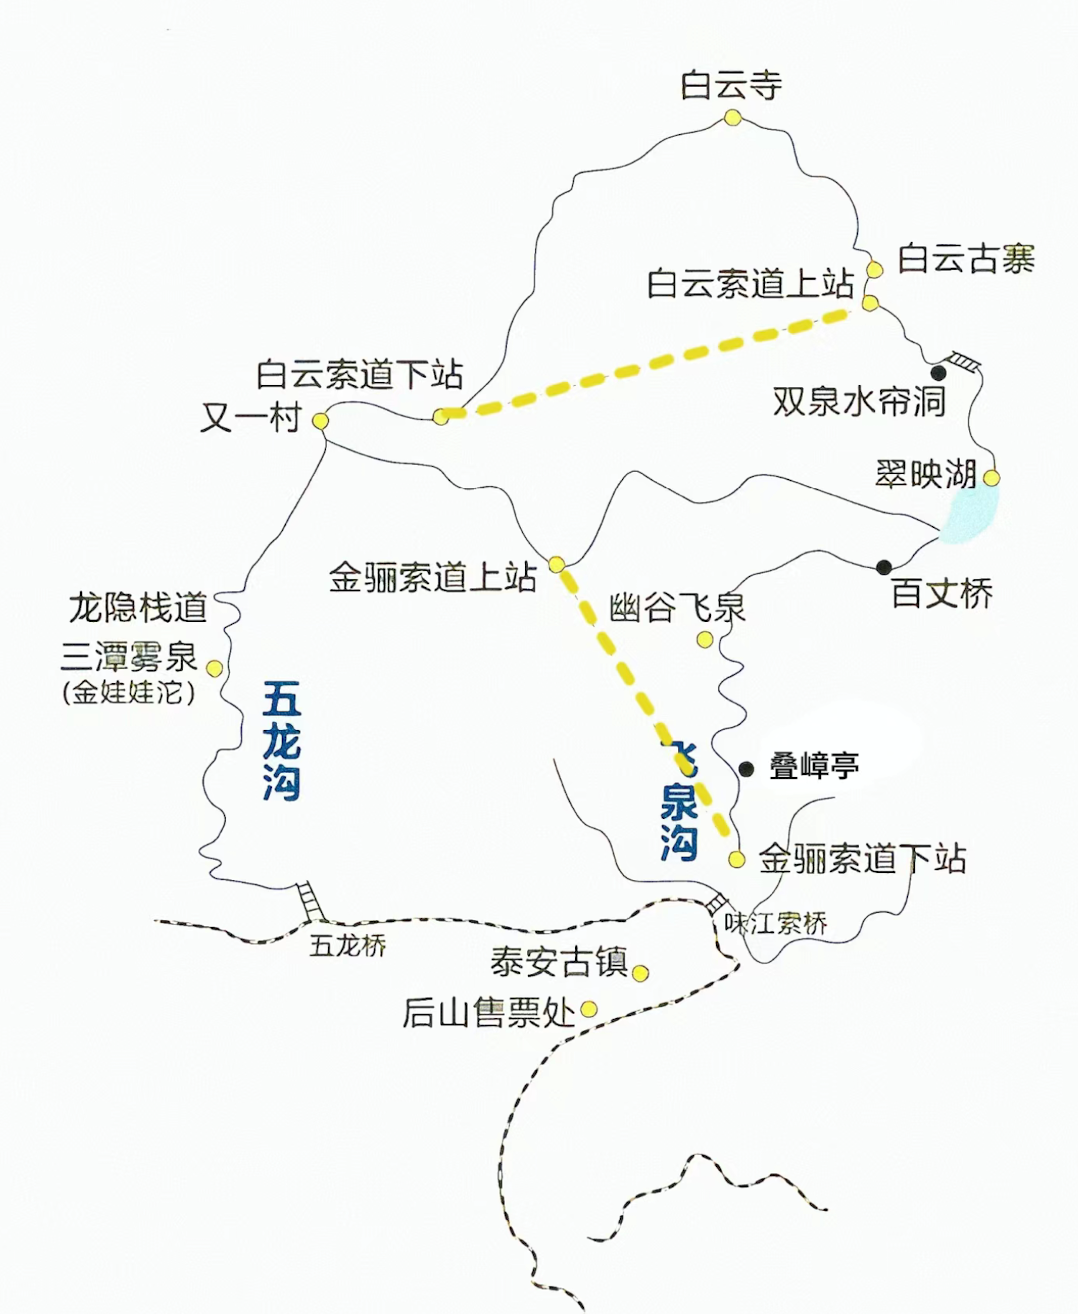 白云寺
白云古寨
白云索道上站
白云索道下站
双泉水帘洞
又一村
翠映湖
金骊索道上站
百丈桥
龙隐栈道
幽谷飞泉
三潭雾泉
(金娃娃沱)
五龙沟
飞泉沟
叠嶂亭
金骊索道下站
味江索桥
五龙桥
泰安古镇
后山售票处